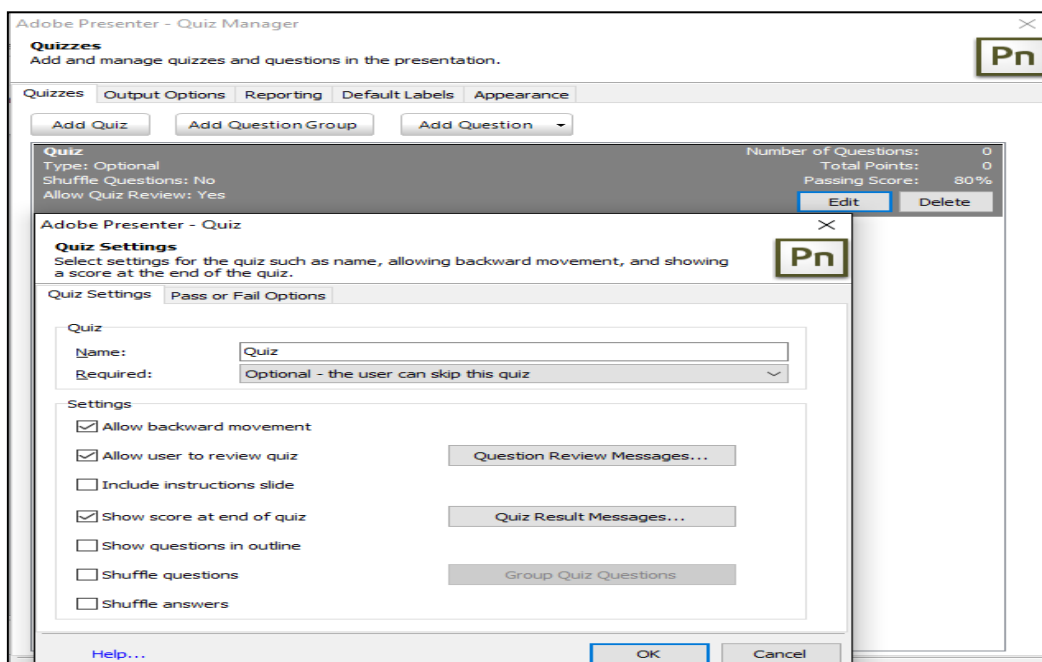 Adobe Presenter - Quiz Manager
Quizzes
Add and manage quizzes and questions in the presentation.
Pn
Quizzes Output Options Reporting Default Labels Appearance
Add Quiz Add Question Group Add Question
Quiz Number of Questions: 0
Type: Optional Total Points: 0
Shuffle Questions: No Passing Score: 80%
Allow Quiz Review: Yes Edit Delete
Adobe Presenter - Quiz
Quiz Settings
Select settings for the quiz such as name, allowing backward movement, and showing
a score at the end of the quiz.
Pn
Quiz Settings Pass or Fail Options
Quiz
Name: Quiz
Required: Optional - the user can skip this quiz
Settings
Allow backward movement
Allow user to review quiz Question Review Messages...
Include instructions slide
Show score at end of quiz Quiz Result Messages...
Show questions in outline
Shuffle questions Group Quiz Questions
Shuffle answers
Help... OK Cancel